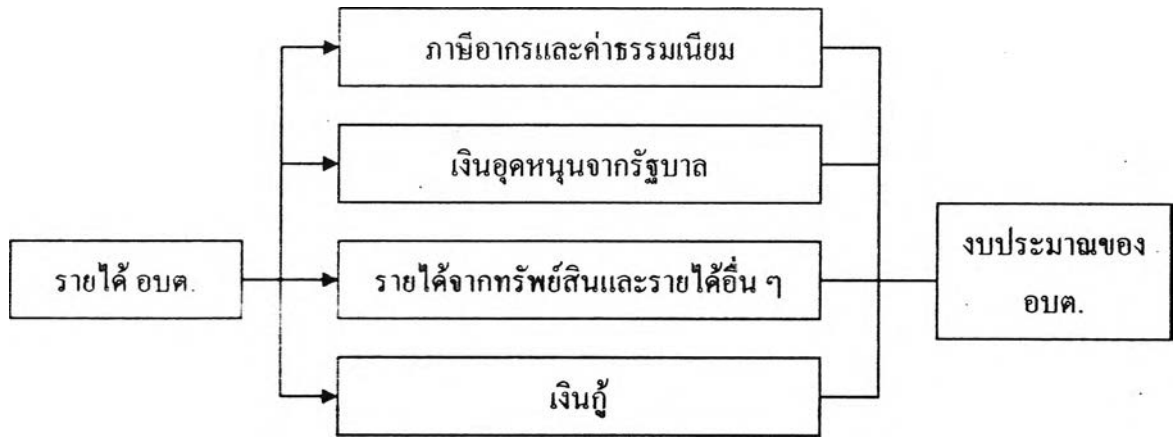 ภาษีอากรและค่าธรรมเนียม
เงินอุดหนุนจากรัฐบาล
รายได้ อบต.
รายได้จากทรัพย์สินและรายได้อื่น ๆ
งบประมาณของ
อบต.
เงินกู้